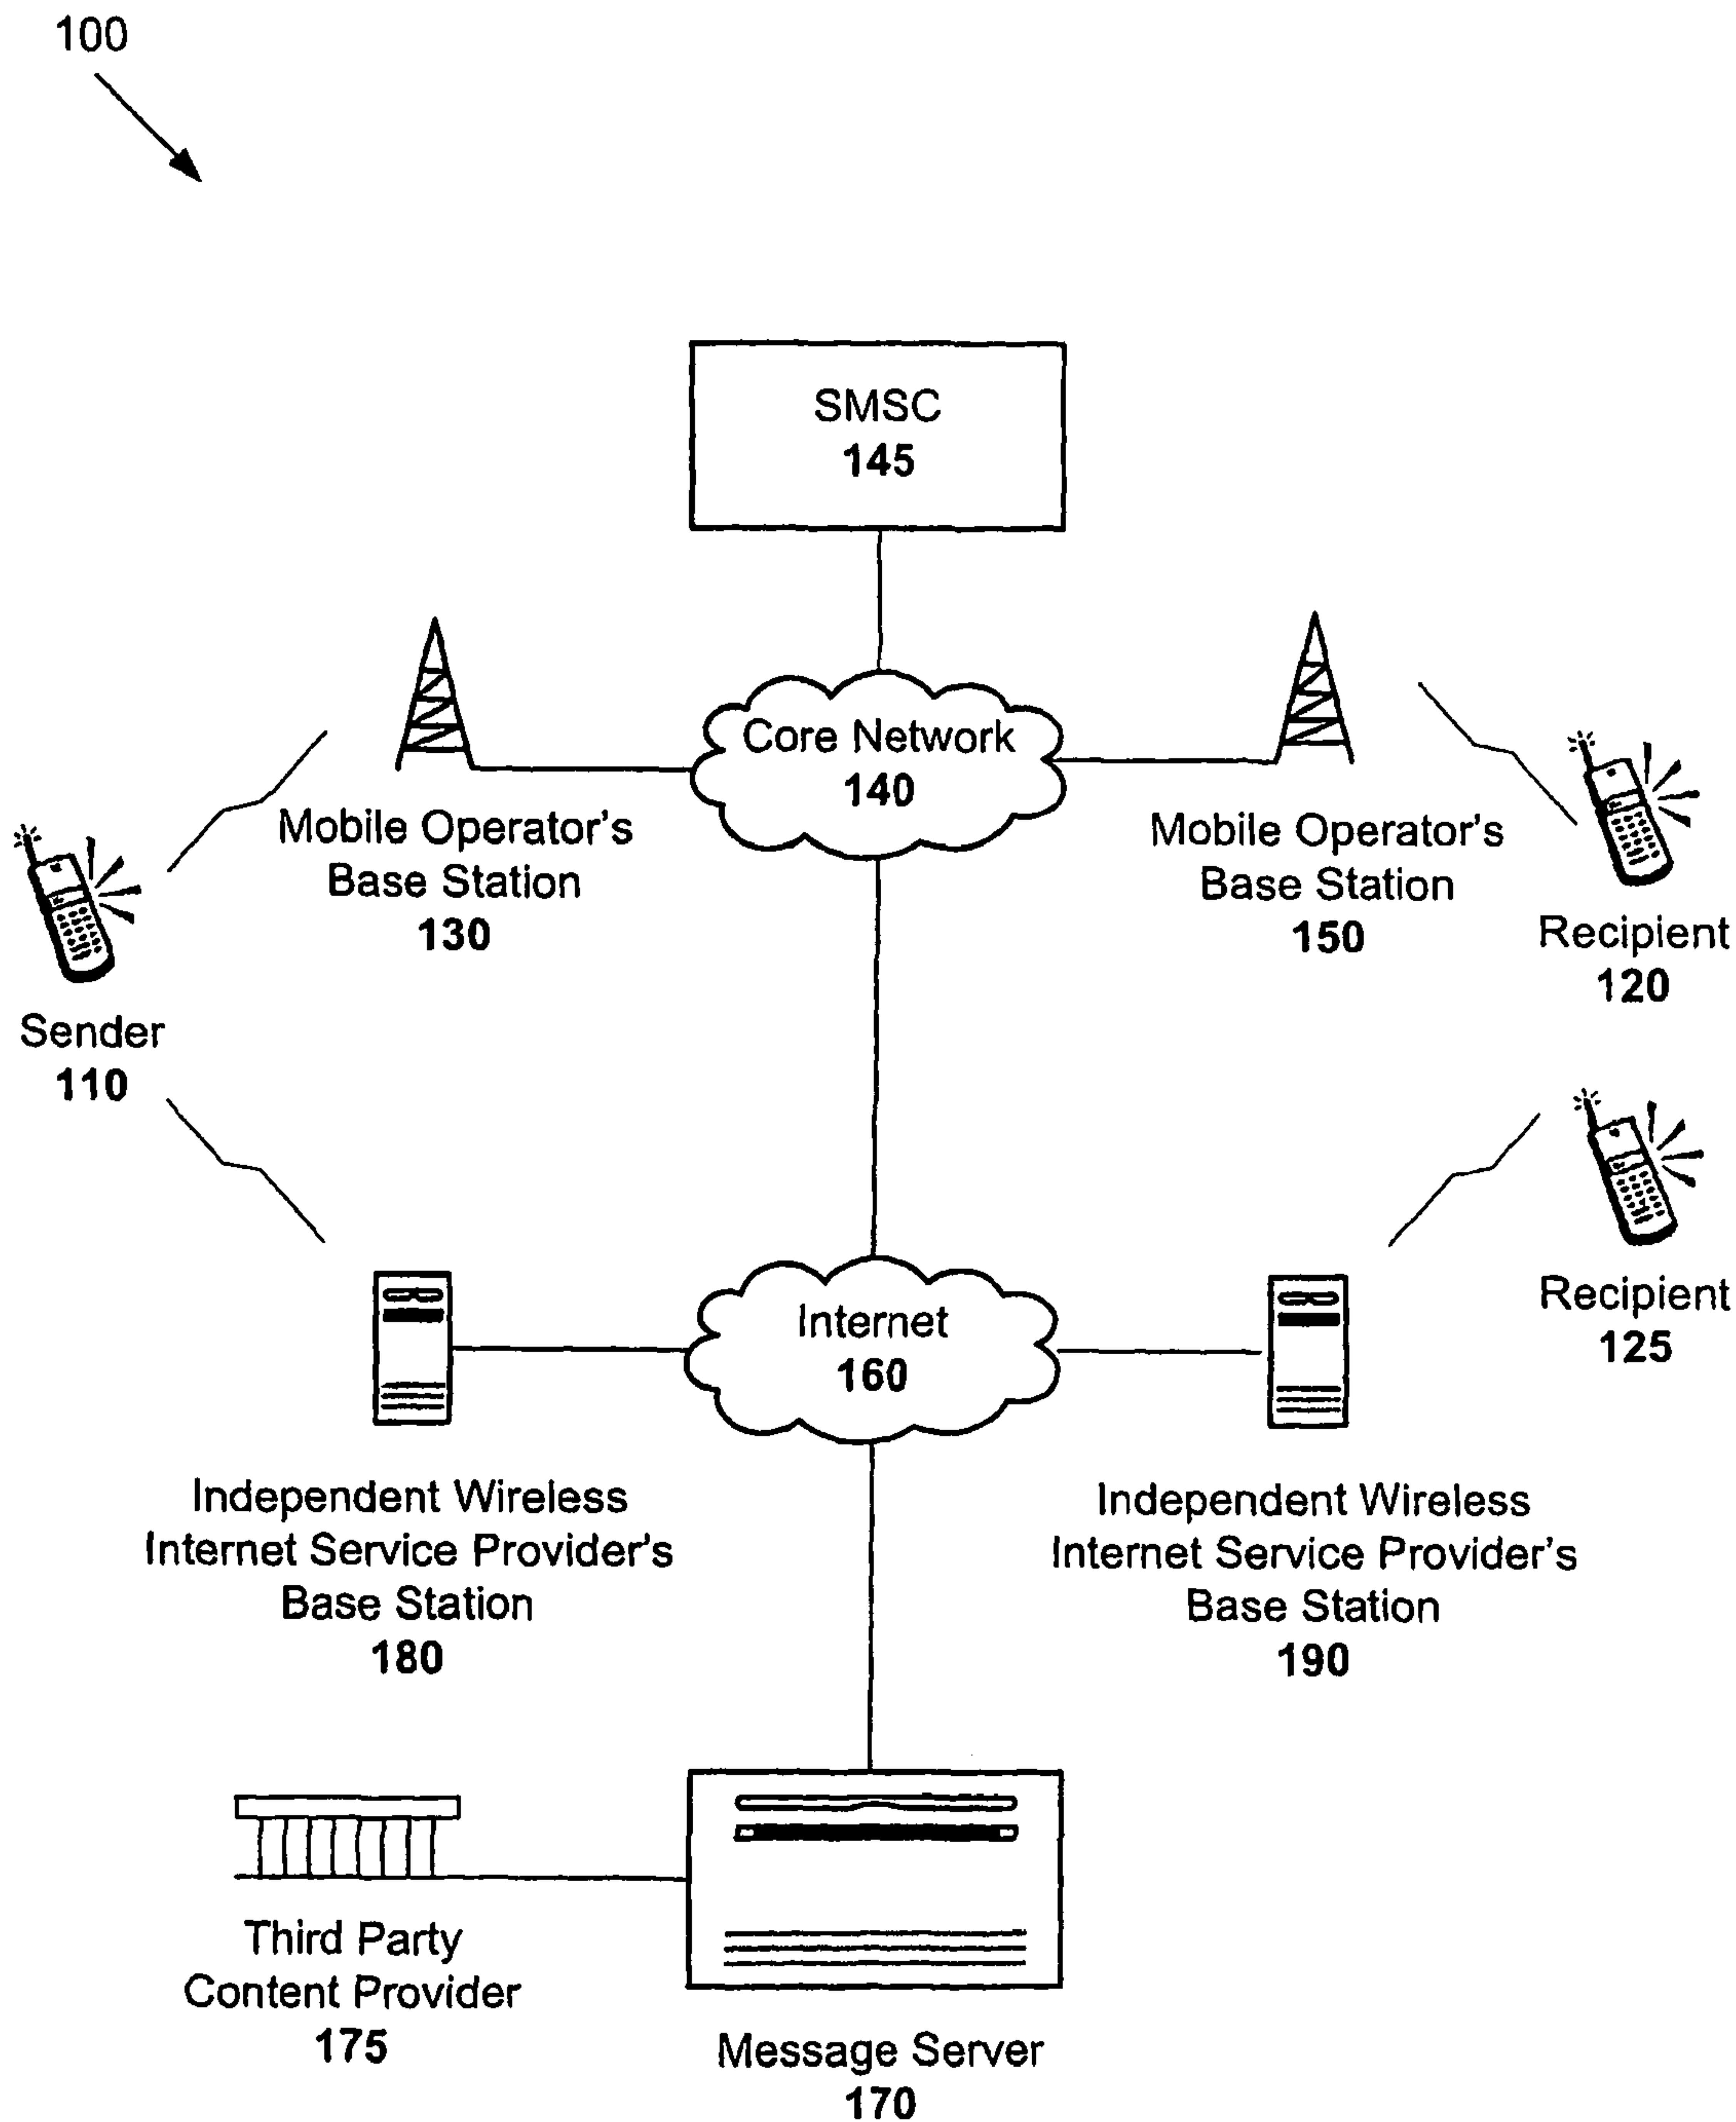 100
SMSC
145
Core Network
140
Mobile Operator's
Base Station
130
Mobile Operator's
Base Station
150
Sender
110
Recipient
120
Recipient
125
Internet
160
Independent Wireless
Internet Service Provider's
Base Station
180
Independent Wireless
Internet Service Provider's
Base Station
190
Third Party
Content Provider
175
Message Server
170